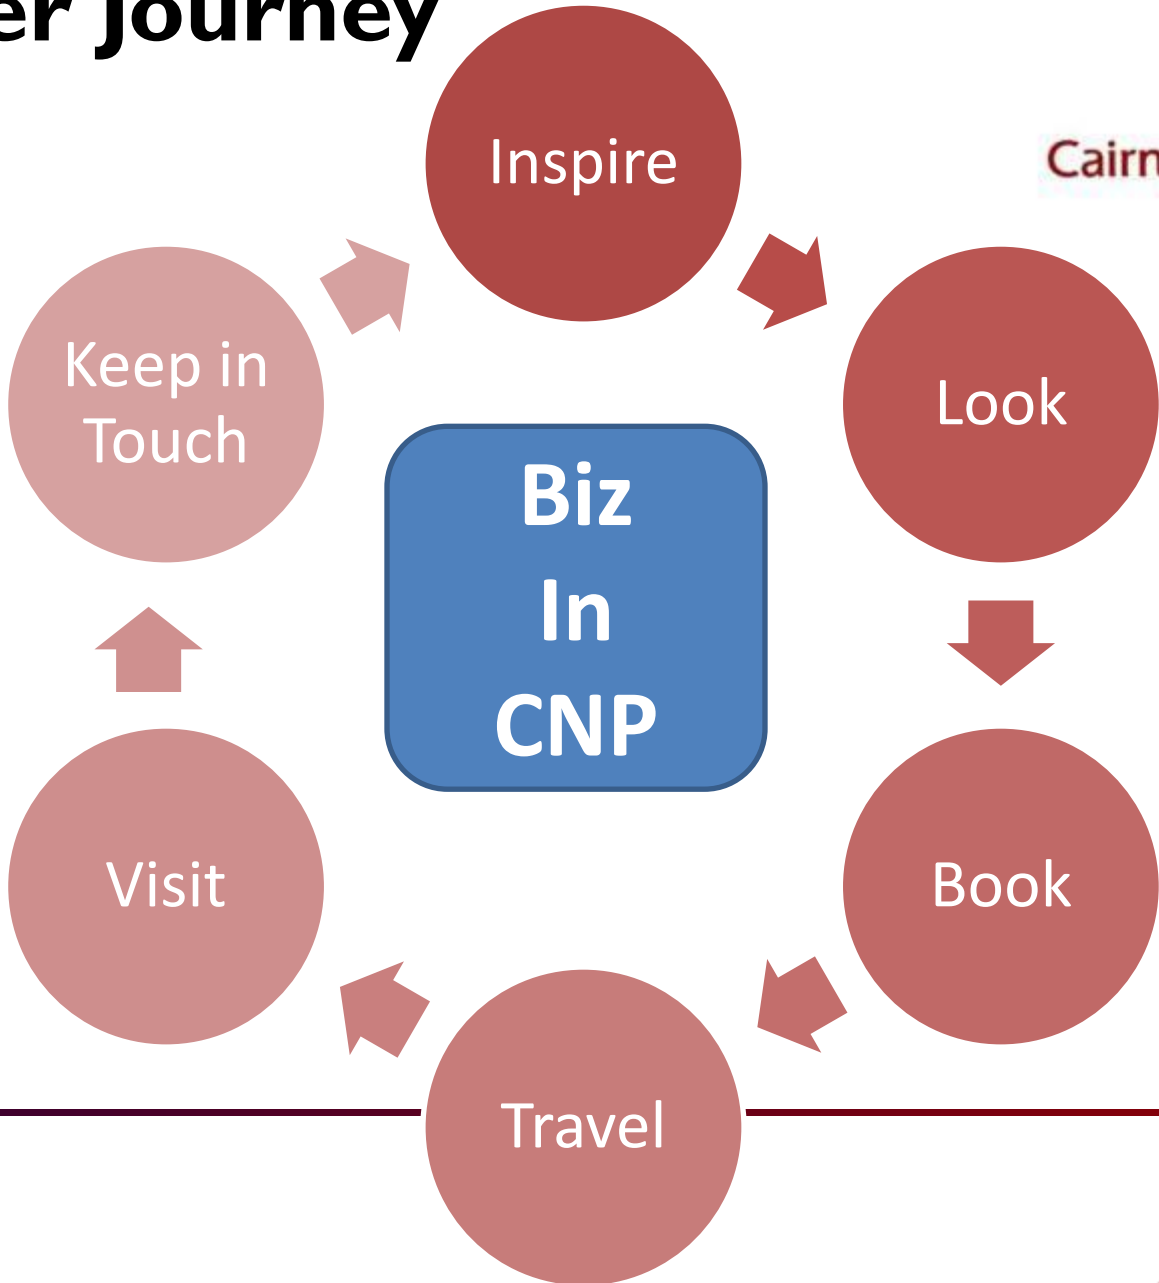 er Journey
Inspire
Cairn
Look
Keep in
Touch
Biz
In
CNP
Visit
Book
Travel